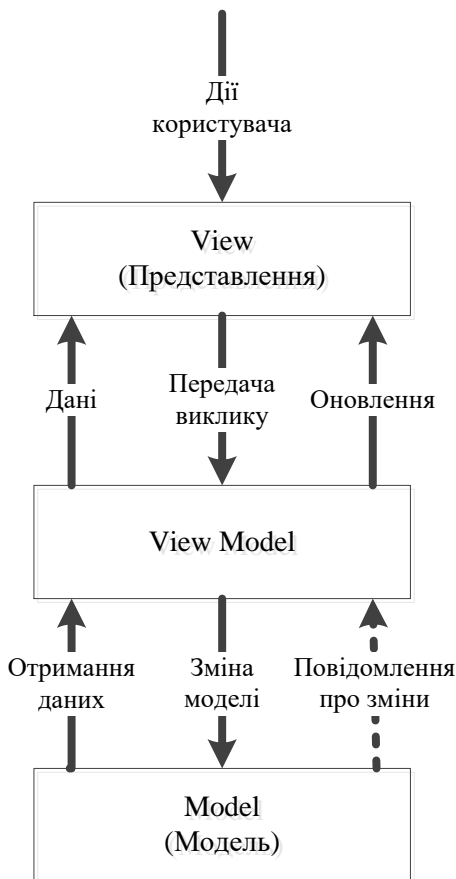 Дії
користувача
View
(Представлення)
Дані
Передача
виклику
Оновлення
View Model
Отримання
даних
Зміна
моделі
Повідомлення
про зміни
Model
(Модель)